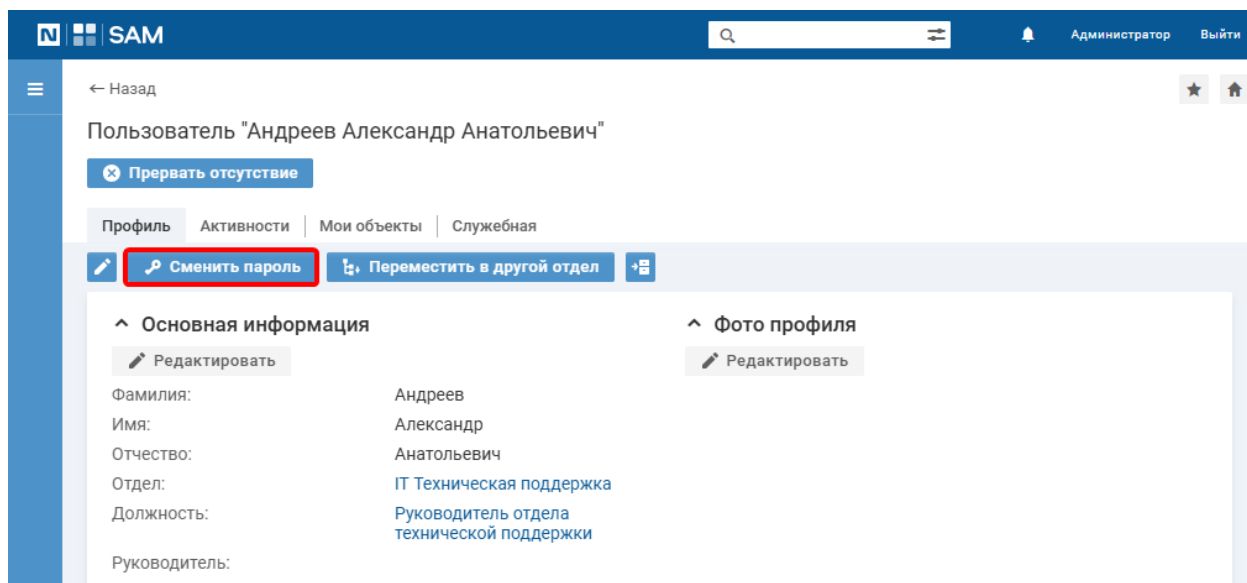 N SAM Администратор Выйти
← Назад
Пользователь "Андреев Александр Анатольевич"
Прервать отсутствие
Профиль Активности Мои объекты Служебная
Сменить пароль Переместить в другой отдел
Основная информация Фото профиля
Редактировать Редактировать
Фамилия: Андреев
Имя: Александр
Отчество: Анатольевич
Отдел: IT Техническая поддержка
Должность: Руководитель отдела
технической поддержки
Руководитель: